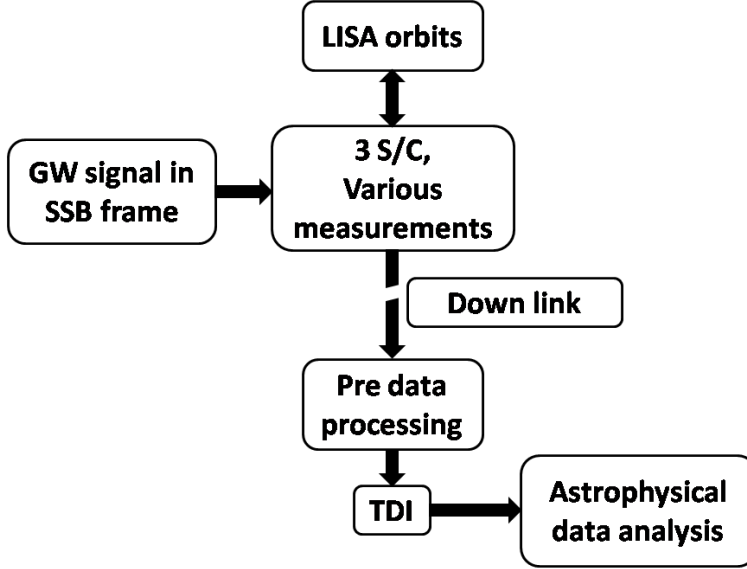 LISA orbits
GW signal in
SSB frame
3 S/C,
Various
measurements
Down link
Pre data
processing
TDI
Astrophysical
data analysis